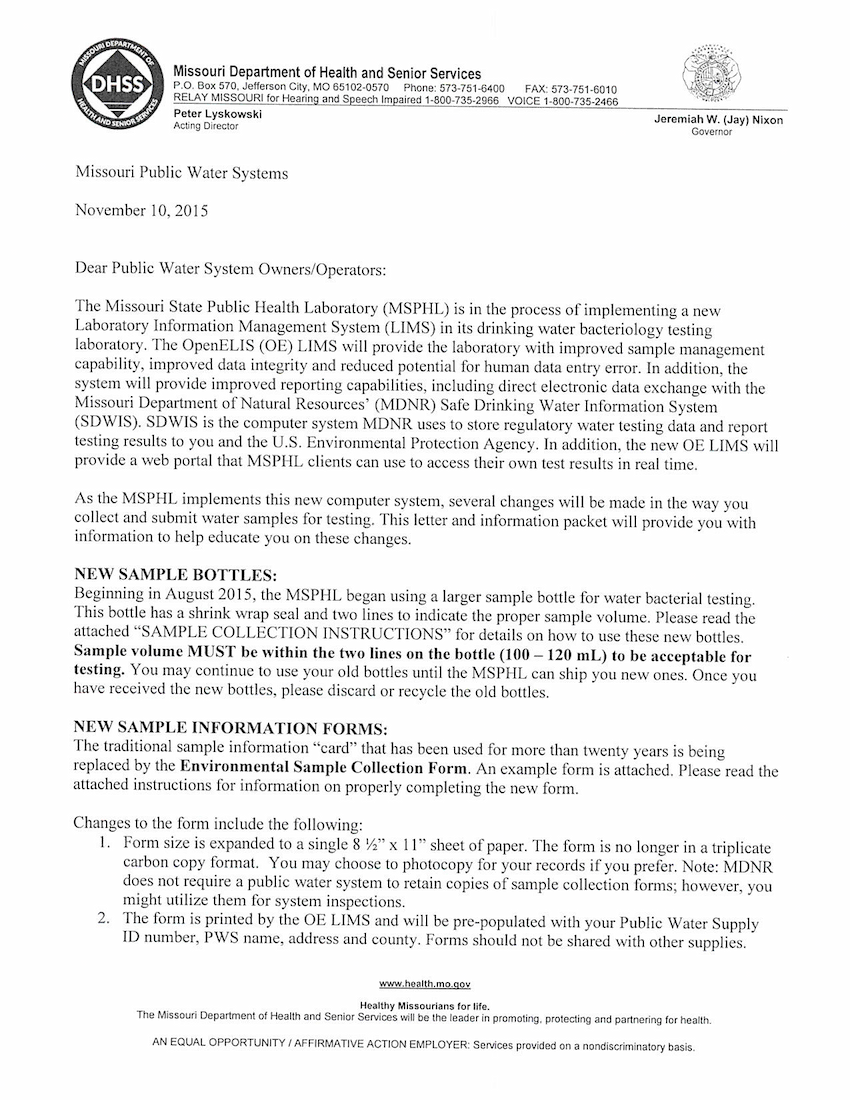 MISSOURI DEPARTMENT OF
DHSS
HEALTH AND SENIOR SERVICES
Missouri Department of Health and Senior Services
P.O. Box 570, Jefferson City, MO 65102-0570 Phone: 573-751-6400 FAX: 573-751-6010
RELAY MISSOURI for Hearing and Speech Impaired 1-800-735-2966 VOICE 1-800-735-2466
Peter Lyskowski
Acting Director
Jeremiah W. (Jay) Nixon
Governor
Missouri Public Water Systems
November 10, 2015
Dear Public Water System Owners/Operators:
The Missouri State Public Health Laboratory (MSPHL) is in the process of implementing a new
Laboratory Information Management System (LIMS) in its drinking water bacteriology testing
laboratory. The OpenELIS (OE) LIMS will provide the laboratory with improved sample management
capability, improved data integrity and reduced potential for human data entry error. In addition, the
system will provide improved reporting capabilities, including direct electronic data exchange with the
Missouri Department of Natural Resources' (MDNR) Safe Drinking Water Information System
(SDWIS). SDWIS is the computer system MDNR uses to store regulatory water testing data and report
testing results to you and the U.S. Environmental Protection Agency. In addition, the new OE LIMS will
provide a web portal that MSPHL clients can use to access their own test results in real time.
As the MSPHL implements this new computer system, several changes will be made in the way you
collect and submit water samples for testing. This letter and information packet will provide you with
information to help educate you on these changes.
NEW SAMPLE BOTTLES:
Beginning in August 2015, the MSPHL began using a larger sample bottle for water bacterial testing.
This bottle has a shrink wrap seal and two lines to indicate the proper sample volume. Please read the
attached "SAMPLE COLLECTION INSTRUCTIONS" for details on how to use these new bottles.
Sample volume MUST be within the two lines on the bottle (100 – 120 mL) to be acceptable for
testing. You may continue to use your old bottles until the MSPHL can ship you new ones. Once you
have received the new bottles, please discard or recycle the old bottles.
NEW SAMPLE INFORMATION FORMS:
The traditional sample information "card" that has been used for more than twenty years is being
replaced by the Environmental Sample Collection Form. An example form is attached. Please read the
attached instructions for information on properly completing the new form.
Changes to the form include the following:
1. Form size is expanded to a single 8 ½" x 11" sheet of paper. The form is no longer in a triplicate
carbon copy format. You may choose to photocopy for your records if you prefer. Note: MDNR
does not require a public water system to retain copies of sample collection forms; however, you
might utilize them for system inspections.
2. The form is printed by the OE LIMS and will be pre-populated with your Public Water Supply
ID number, PWS name, address and county. Forms should not be shared with other supplies.
www.health.mo.gov
Healthy Missourians for life.
The Missouri Department of Health and Senior Services will be the leader in promoting, protecting and partnering for health.
AN EQUAL OPPORTUNITY / AFFIRMATIVE ACTION EMPLOYER: Services provided on a nondiscriminatory basis.